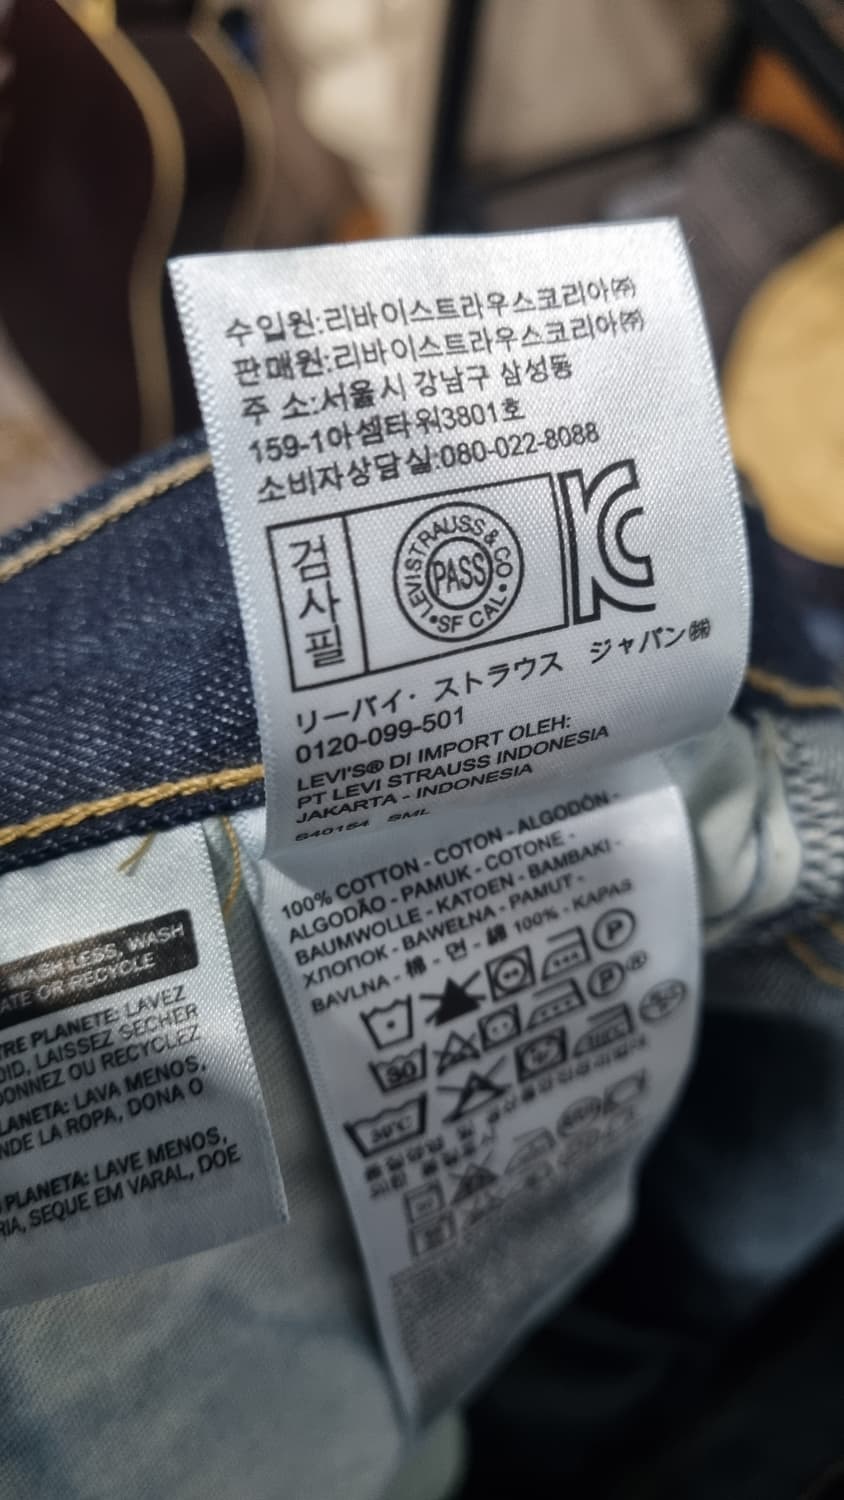 수입원:리바이스트라우스코리아㈜
판매원:리바이스트라우스코리아㈜
주 소:서울시 강남구 삼성동
159-1아셈타워3801호
소비자상담실:080-022-8088
검사필
LEVI STRAUSS & CO
PASS
SF CAL
リーバイ・ストラウス ジャパン㈱
0120-099-501
LEVI'S® DI IMPORT OLEH:
PT LEVI STRAUSS INDONESIA
JAKARTA - INDONESIA
S40154 SML
100% COTTON - COTON - ALGODÓN -
ALGODÃO - PAMUK - COTONE -
BAUMWOLLE - KATOEN - BAMBAKI -
ХЛОПОК - BAWEŁNA - PAMUT -
BAVLNA - 棉 - 면 - 綿 100% - KAPAS
P
P
30
30°C
WASH LESS, WASH
ATE OR RECYCLE
TRE PLANETE: LAVEZ
OID, LAISSEZ SÉCHER
DONNEZ OU RECYCLEZ
LANETA: LAVA MENOS,
NDE LA ROPA, DONA O
PLANETA: LAVE MENOS,
RIA, SEQUE EM VARAL, DOE